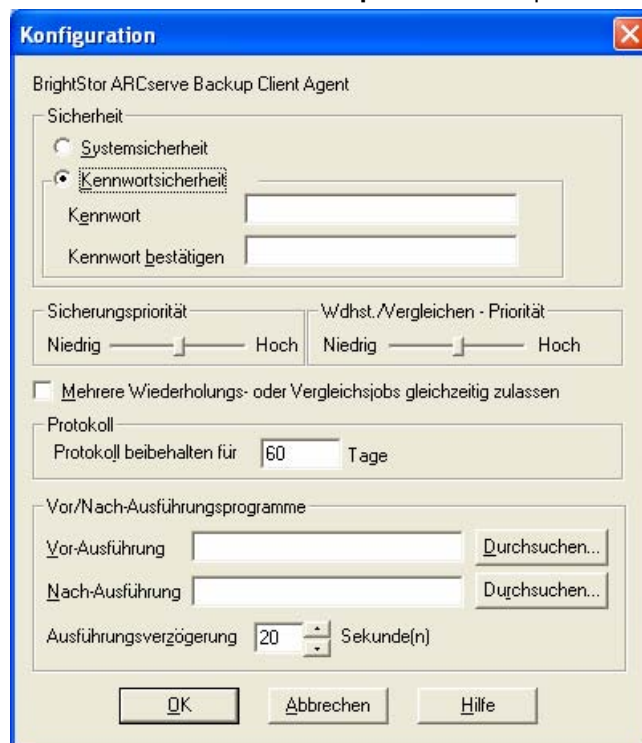 Konfiguration
BrightStor ARCserve Backup Client Agent
Sicherheit
Systemsicherheit
Kennwortsicherheit
Kennwort
Kennwort bestätigen
Sicherungspriorität
Niedrig Hoch
Wdhst./Vergleichen - Priorität
Niedrig Hoch
Mehrere Wiederholungs- oder Vergleichsjobs gleichzeitig zulassen
Protokoll
Protokoll beibehalten für 60 Tage
Vor/Nach-Ausführungsprogramme
Vor-Ausführung Durchsuchen...
Nach-Ausführung Durchsuchen...
Ausführungsverzögerung 20 Sekunde(n)
OK Abbrechen Hilfe